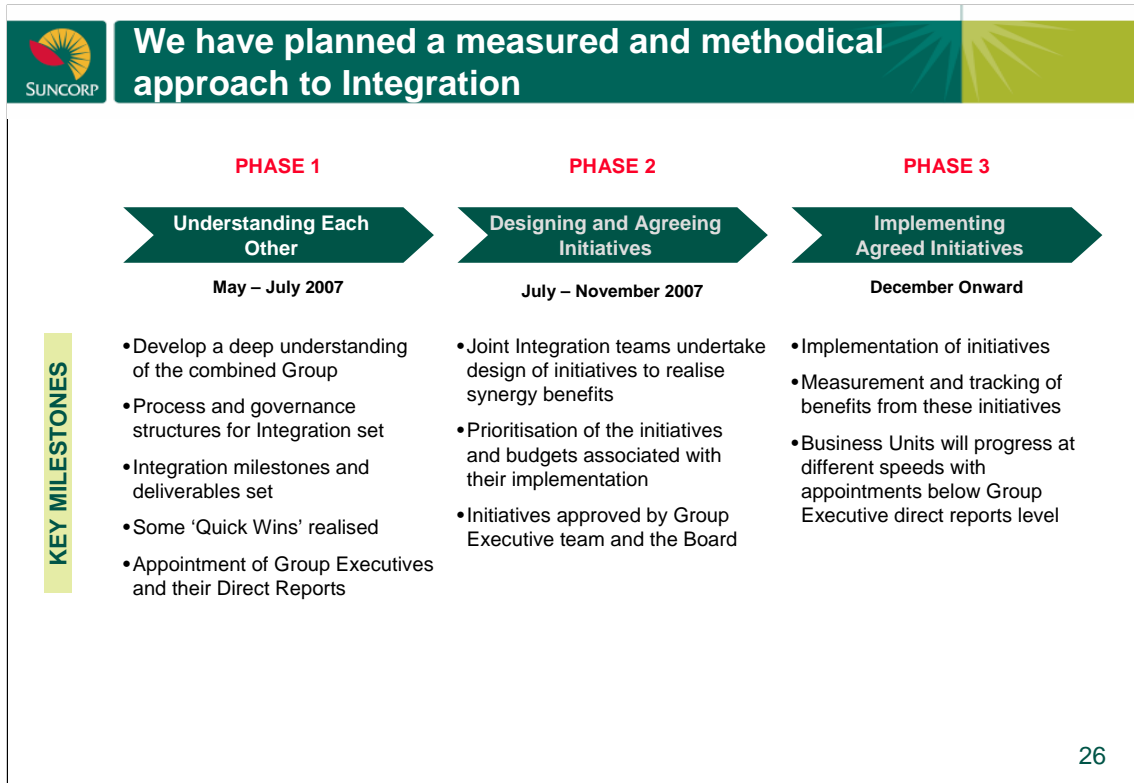 We have planned a measured and methodical
approach to Integration
SUNCORP
PHASE 1
Understanding Each
Other
May – July 2007
PHASE 2
Designing and Agreeing
Initiatives
July – November 2007
PHASE 3
Implementing
Agreed Initiatives
December Onward
KEY MILESTONES
•Develop a deep understanding
of the combined Group
•Process and governance
structures for Integration set
•Integration milestones and
deliverables set
•Some ‘Quick Wins’ realised
•Appointment of Group Executives
and their Direct Reports
•Joint Integration teams undertake
design of initiatives to realise
synergy benefits
•Prioritisation of the initiatives
and budgets associated with
their implementation
•Initiatives approved by Group
Executive team and the Board
•Implementation of initiatives
•Measurement and tracking of
benefits from these initiatives
•Business Units will progress at
different speeds with
appointments below Group
Executive direct reports level
26